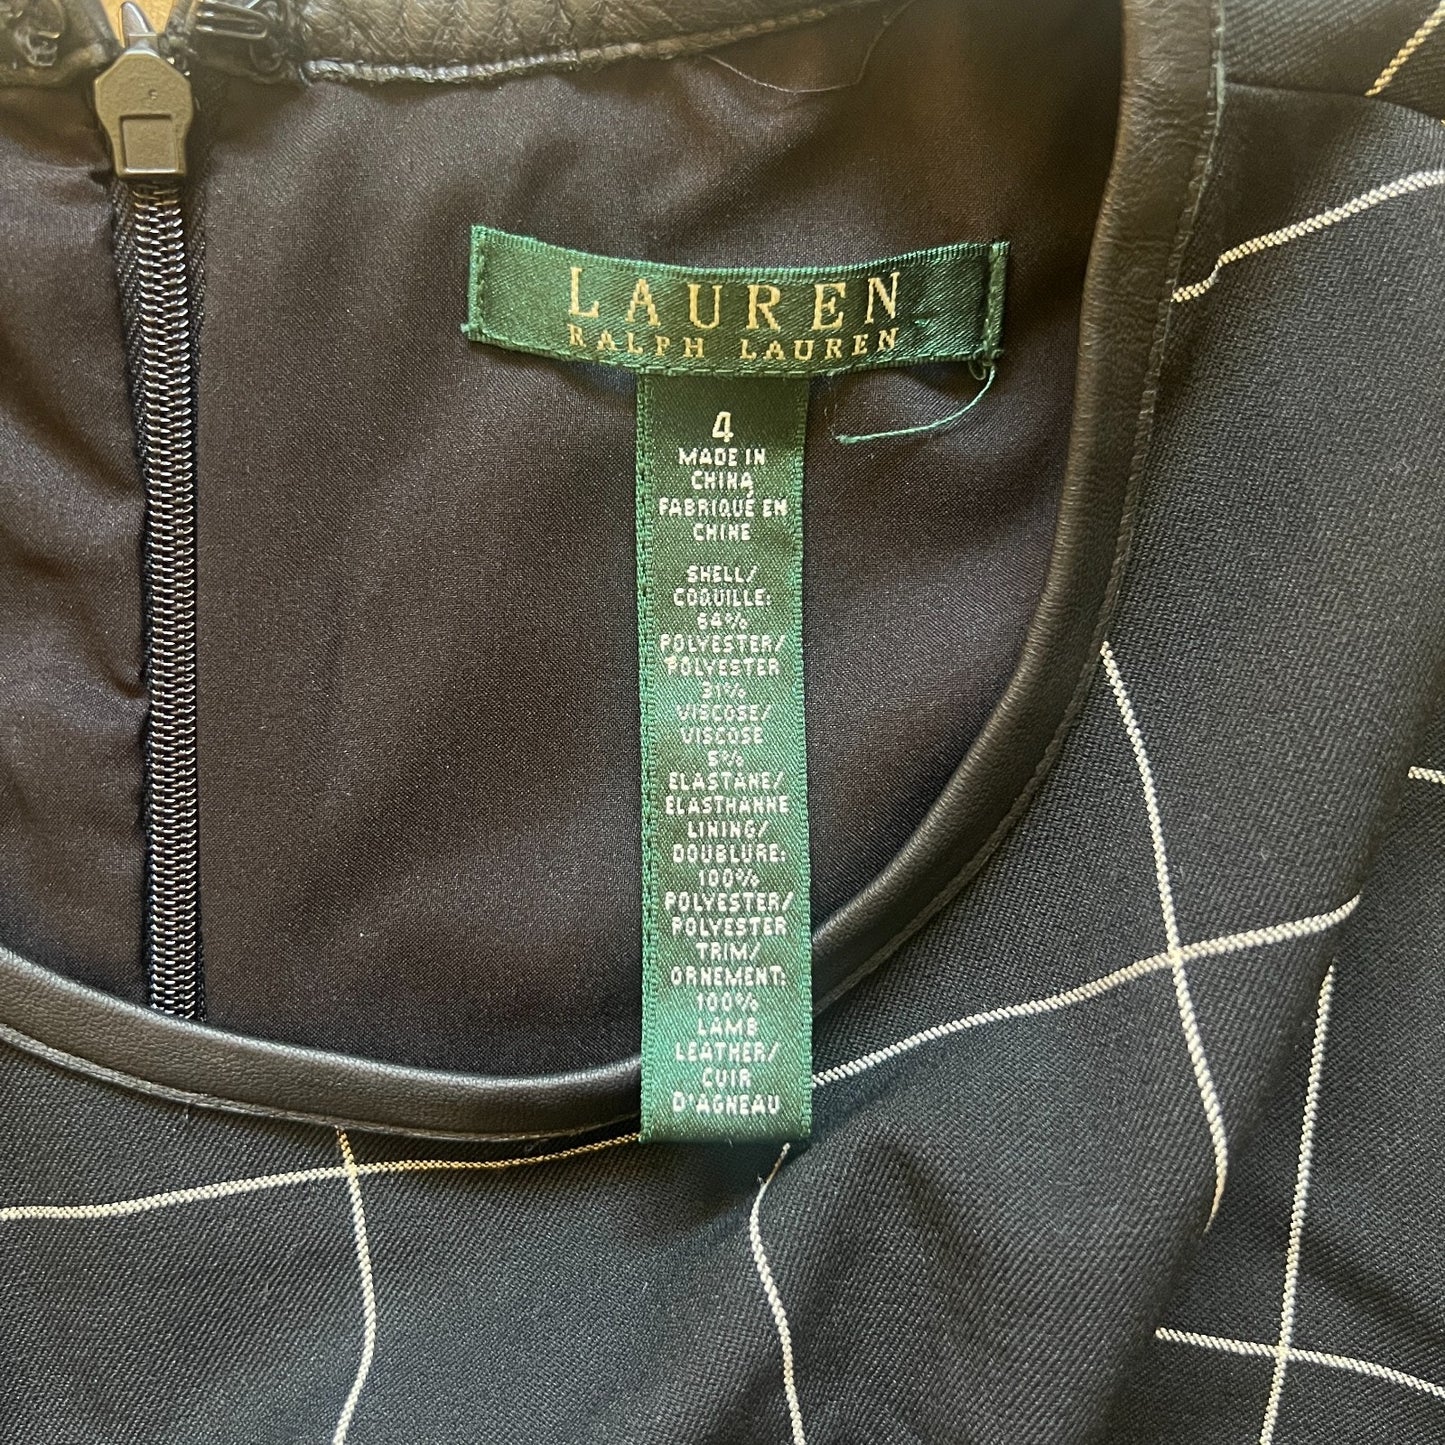 LAUREN
RALPH LAUREN
4
MADE IN
CHINA
FABRIQUÉ EN
CHINE
SHELL/
COQUILLE:
64%
POLYESTER/
POLYESTER
31%
VISCOSE/
VISCOSE
5%
ELASTANE/
ÉLASTHANNE
LINING/
DOUBLURE:
100%
POLYESTER/
POLYESTER
TRIM/
ORNEMENT:
100%
LAMB
LEATHER/
CUIR
D'AGNEAU